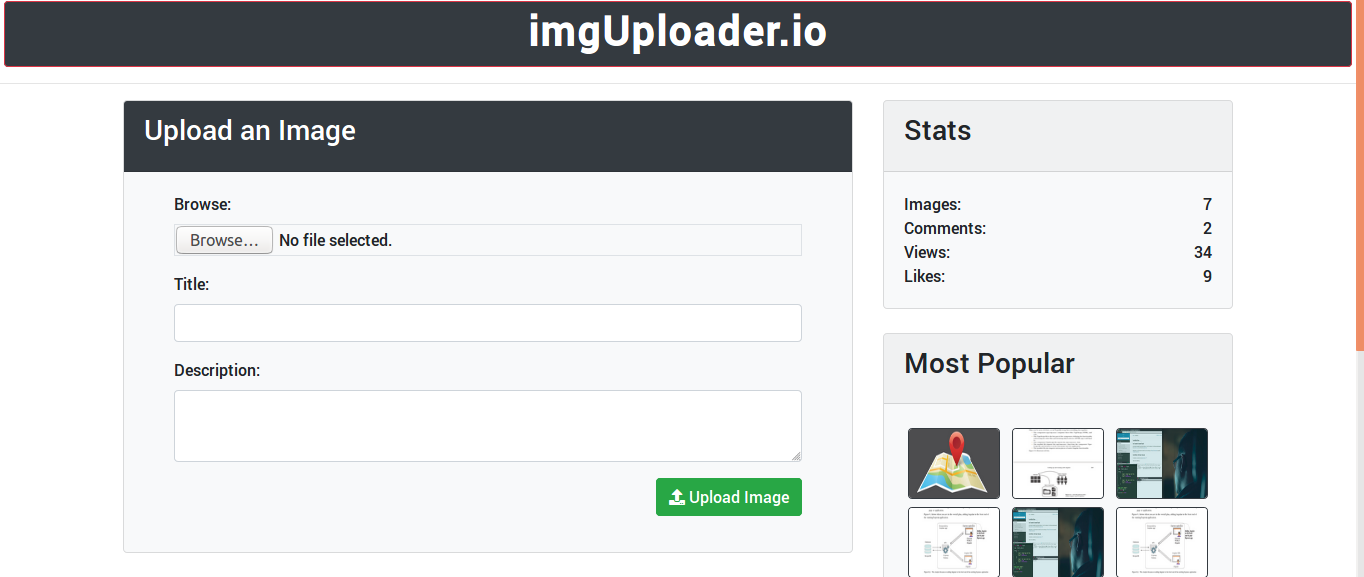 imgUploader.io
Upload an Image
Browse:
Browse... No file selected.
Title:
Description:
Upload Image
Stats
Images: 7
Comments: 2
Views: 34
Likes: 9
Most Popular